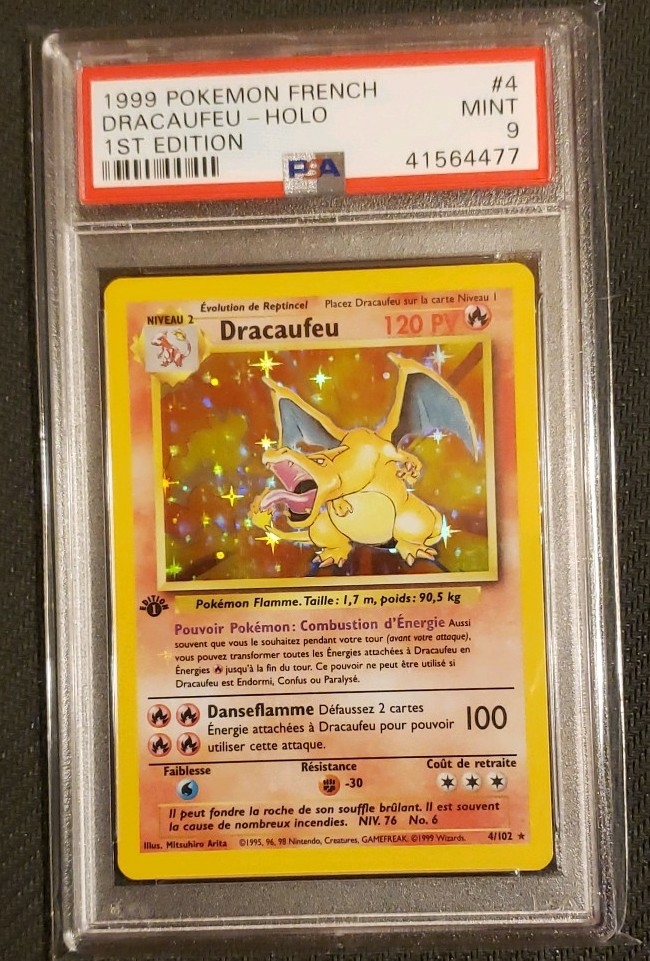 1999 POKEMON FRENCH #4
DRACAUFEU – HOLO MINT
1ST EDITION 9
PSA 41564477
Évolution de Reptincel Placez Dracaufeu sur la carte Niveau 1
NIVEAU 2
Dracaufeu 120 PV
Pokémon Flamme. Taille: 1,7 m, poids: 90,5 kg
EDITION 1
Pouvoir Pokémon: Combustion d'Énergie Aussi
souvent que vous le souhaitez pendant votre tour (avant votre attaque),
vous pouvez transformer toutes les Énergies attachées à Dracaufeu en
Énergies jusqu'à la fin du tour. Ce pouvoir ne peut être utilisé si
Dracaufeu est Endormi, Confus ou Paralysé.
Danseflamme Défaussez 2 cartes
Énergie attachées à Dracaufeu pour pouvoir 100
utiliser cette attaque.
Faiblesse Résistance Coût de retraite
-30
Il peut fondre la roche de son souffle brûlant. Il est souvent
la cause de nombreux incendies. NIV. 76 No. 6
Illus. Mitsuhiro Arita ©1995, 96, 98 Nintendo, Creatures, GAMEFREAK. ©1999 Wizards. 4/102 ★